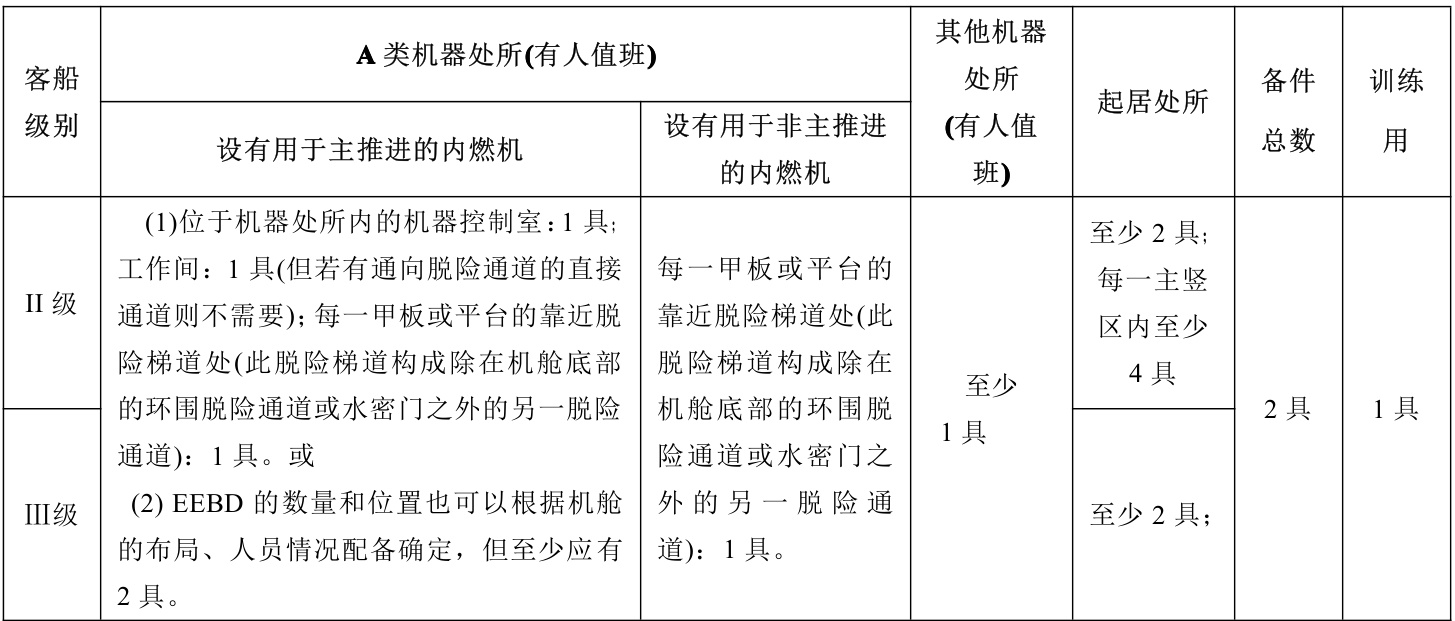 客船
级别
A 类机器处所(有人值班)
设有用于主推进的内燃机
设有用于非主推进
的内燃机
其他机器
处所
(有人值
班)
起居处所
备件
总数
训练
用
II 级
(1)位于机器处所内的机器控制室：1 具；
工作间：1 具(但若有通向脱险通道的直接
通道则不需要)；每一甲板或平台的靠近脱
险梯道处(此脱险梯道构成除在机舱底部
的环围脱险通道或水密门之外的另一脱险
通道)：1 具。或
(2) EEBD 的数量和位置也可以根据机舱
的布局、人员情况配备确定，但至少应有
2 具。
每一甲板或平台的
靠近脱险梯道处(此
脱险梯道构成除在
机舱底部的环围脱
险通道或水密门之
外的另一脱险通
道)：1 具。
至少
1 具
至少 2 具；
每一主竖
区内至少
4 具
2 具
1 具
III级
至少 2 具；